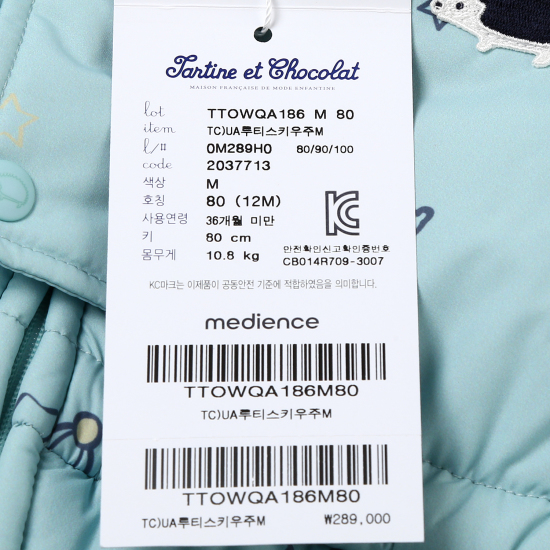 Tartine et Chocolat
MAISON FRANÇAISE DE MODE ENFANTINE
lot TTOWQA186 M 80
item TC)UA루티스키우주M
l/# 0M289H0 80/90/100
code 2037713
색상 M
호칭 80 (12M)
사용연령 36개월 미만
키 80 cm
몸무게 10.8 kg
안전확인신고확인증번호
CB014R709-3007
KC마크는 이제품이 공통안전 기준에 적합하였음을 의미합니다.
medience
TTOWQA186M80
TC)UA루티스키우주M
TTOWQA186M80
TC)UA루티스키우주M ₩289,000